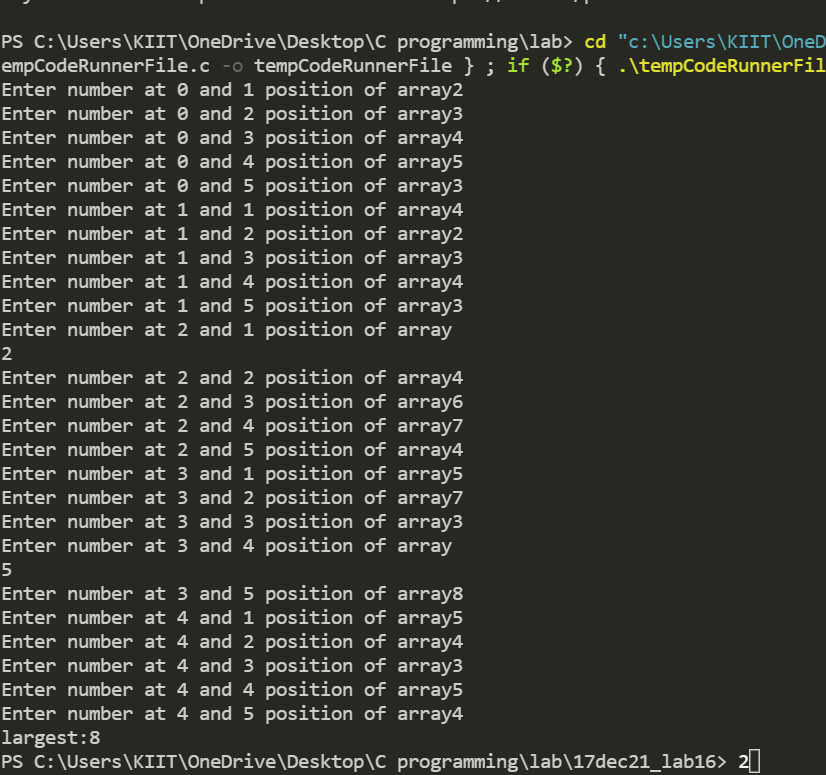 PS C:\Users\KIIT\OneDrive\Desktop\C programming\lab> cd "c:\Users\KIIT\OneD
empCodeRunnerFile.c -o tempCodeRunnerFile } ; if ($?) { .\tempCodeRunnerFil
Enter number at 0 and 1 position of array2
Enter number at 0 and 2 position of array3
Enter number at 0 and 3 position of array4
Enter number at 0 and 4 position of array5
Enter number at 0 and 5 position of array3
Enter number at 1 and 1 position of array4
Enter number at 1 and 2 position of array2
Enter number at 1 and 3 position of array3
Enter number at 1 and 4 position of array4
Enter number at 1 and 5 position of array3
Enter number at 2 and 1 position of array
2
Enter number at 2 and 2 position of array4
Enter number at 2 and 3 position of array6
Enter number at 2 and 4 position of array7
Enter number at 2 and 5 position of array4
Enter number at 3 and 1 position of array5
Enter number at 3 and 2 position of array7
Enter number at 3 and 3 position of array3
Enter number at 3 and 4 position of array
5
Enter number at 3 and 5 position of array8
Enter number at 4 and 1 position of array5
Enter number at 4 and 2 position of array4
Enter number at 4 and 3 position of array3
Enter number at 4 and 4 position of array5
Enter number at 4 and 5 position of array4
largest:8
PS C:\Users\KIIT\OneDrive\Desktop\C programming\lab\17dec21_lab16> 2